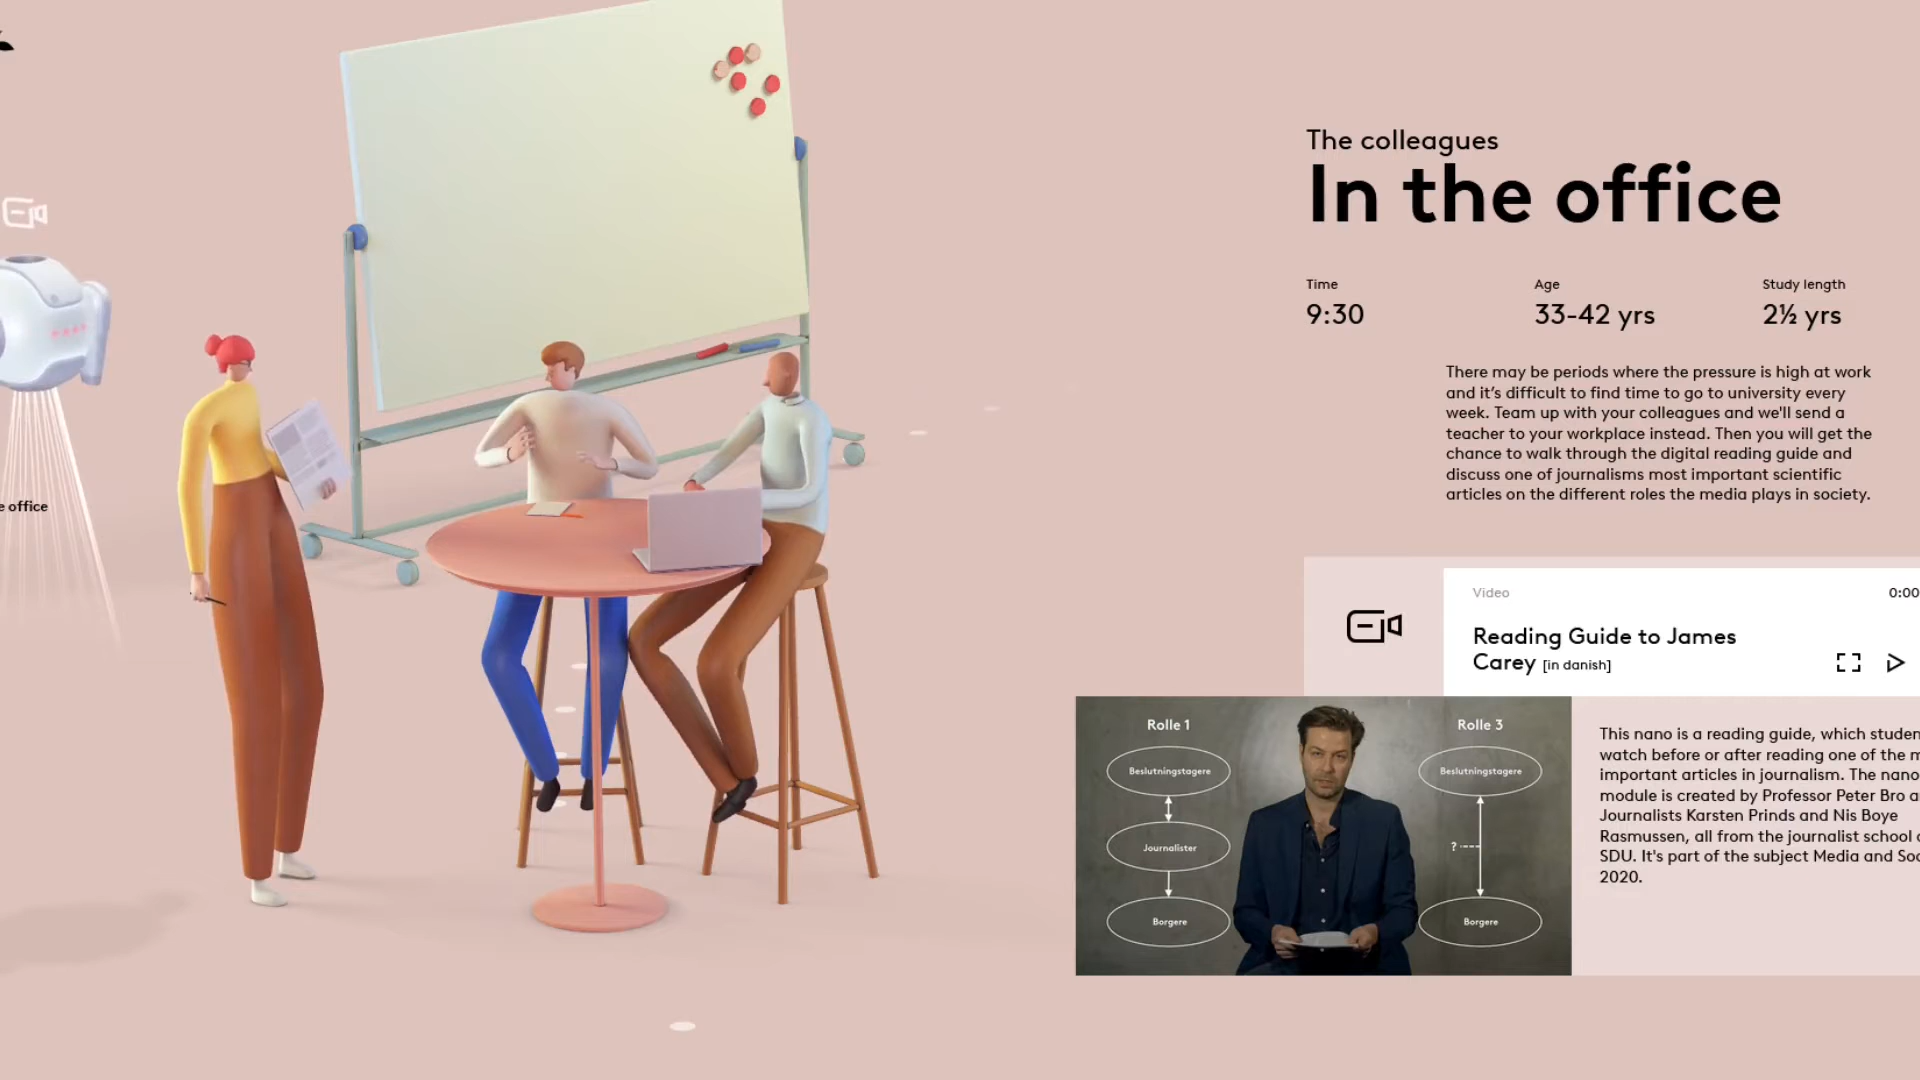 e office
The colleagues
In the office
Time
9:30
Age
33-42 yrs
Study length
2½ yrs
There may be periods where the pressure is high at work
and it’s difficult to find time to go to university every
week. Team up with your colleagues and we'll send a
teacher to your workplace instead. Then you will get the
chance to walk through the digital reading guide and
discuss one of journalisms most important scientific
articles on the different roles the media plays in society.
Video
0:00
Reading Guide to James
Carey [in danish]
Rolle 1
Beslutningstagere
Journalister
Borgere
Rolle 3
Beslutningstagere
?
Borgere
This nano is a reading guide, which studen
watch before or after reading one of the m
important articles in journalism. The nano
module is created by Professor Peter Bro a
Journalists Karsten Prinds and Nis Boye
Rasmussen, all from the journalist school
SDU. It's part of the subject Media and Soc
2020.